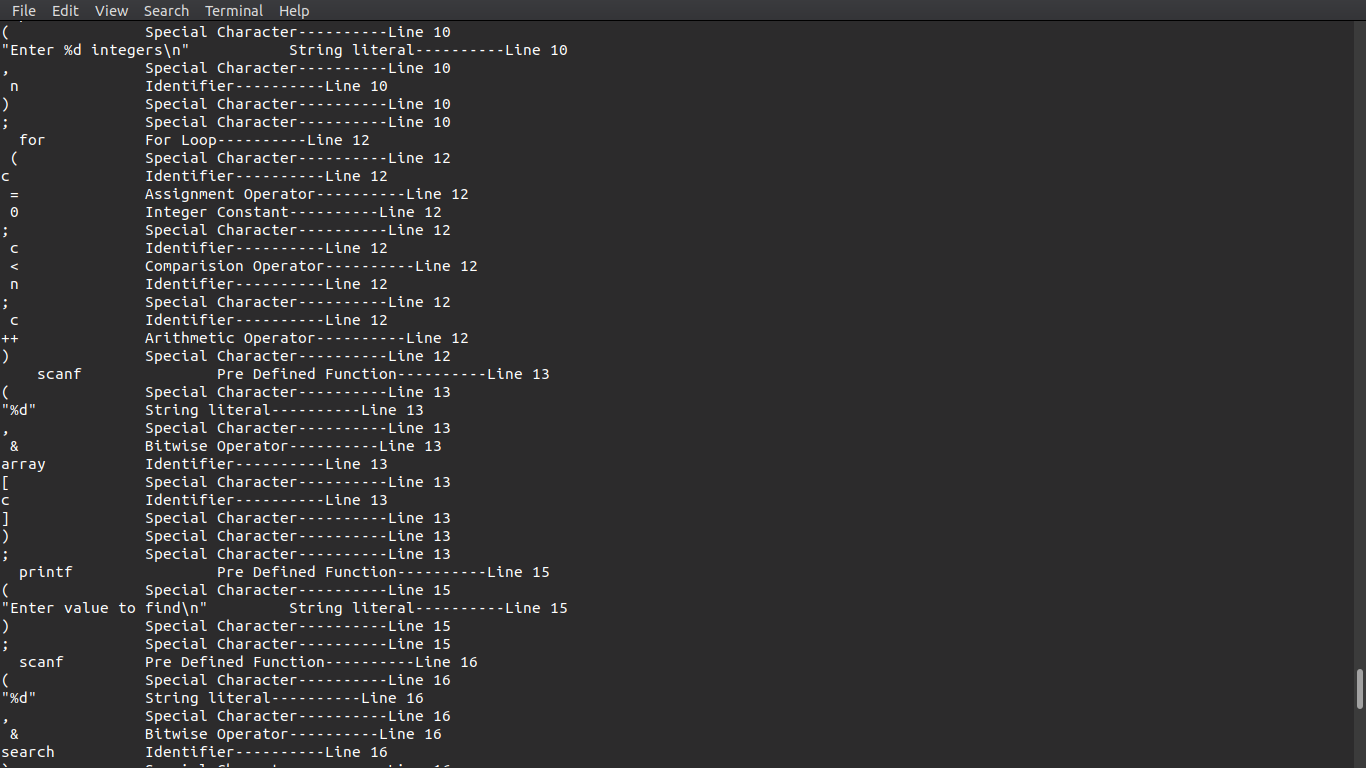 File Edit View Search Terminal Help
( Special Character----------Line 10
"Enter %d integers\n" String literal----------Line 10
, Special Character----------Line 10
n Identifier----------Line 10
) Special Character----------Line 10
; Special Character----------Line 10
for For Loop----------Line 12
( Special Character----------Line 12
c Identifier----------Line 12
= Assignment Operator----------Line 12
0 Integer Constant----------Line 12
; Special Character----------Line 12
c Identifier----------Line 12
< Comparision Operator----------Line 12
n Identifier----------Line 12
; Special Character----------Line 12
c Identifier----------Line 12
++ Arithmetic Operator----------Line 12
) Special Character----------Line 12
scanf Pre Defined Function----------Line 13
( Special Character----------Line 13
"%d" String literal----------Line 13
, Special Character----------Line 13
& Bitwise Operator----------Line 13
array Identifier----------Line 13
[ Special Character----------Line 13
c Identifier----------Line 13
] Special Character----------Line 13
) Special Character----------Line 13
; Special Character----------Line 13
printf Pre Defined Function----------Line 15
( Special Character----------Line 15
"Enter value to find\n" String literal----------Line 15
) Special Character----------Line 15
; Special Character----------Line 15
scanf Pre Defined Function----------Line 16
( Special Character----------Line 16
"%d" String literal----------Line 16
, Special Character----------Line 16
& Bitwise Operator----------Line 16
search Identifier----------Line 16